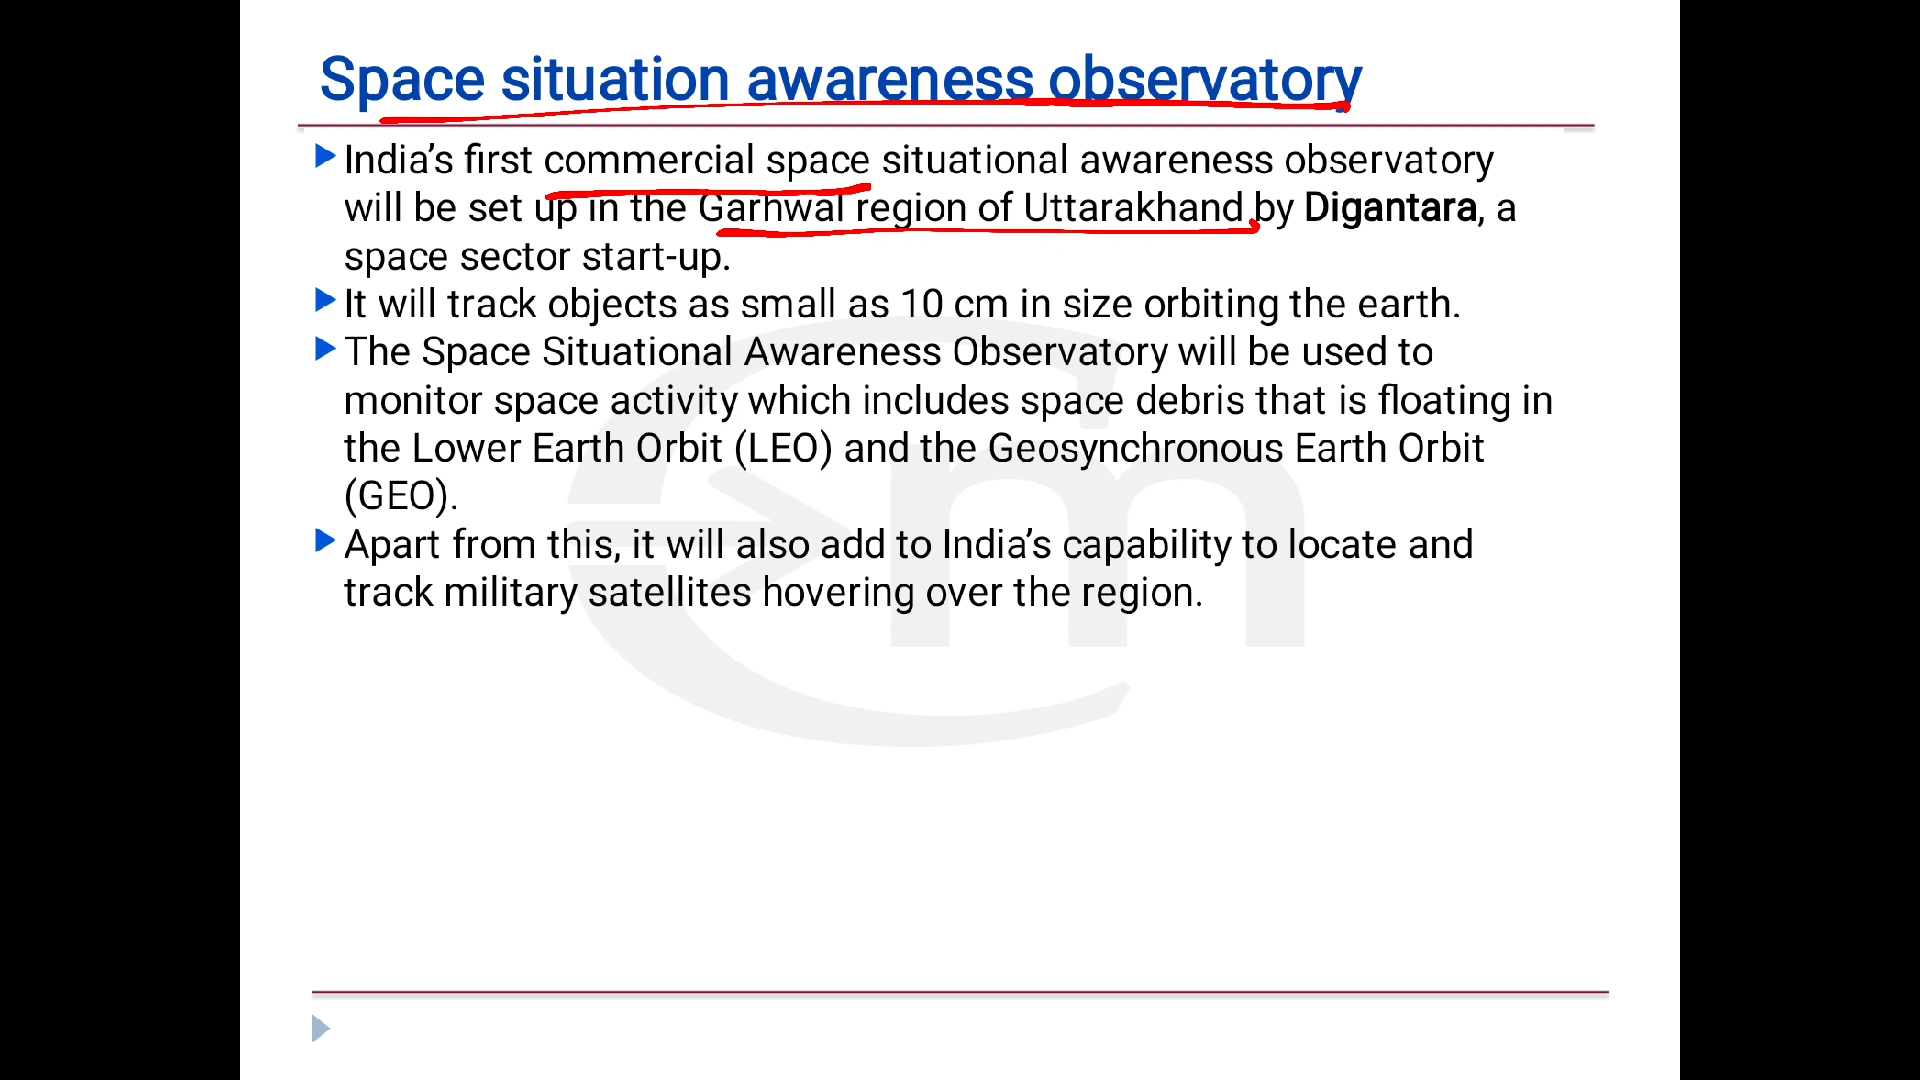 Space situation awareness observatory
India’s first commercial space situational awareness observatory
will be set up in the Garhwal region of Uttarakhand by Digantara, a
space sector start-up.
It will track objects as small as 10 cm in size orbiting the earth.
The Space Situational Awareness Observatory will be used to
monitor space activity which includes space debris that is floating in
the Lower Earth Orbit (LEO) and the Geosynchronous Earth Orbit
(GEO).
Apart from this, it will also add to India’s capability to locate and
track military satellites hovering over the region.